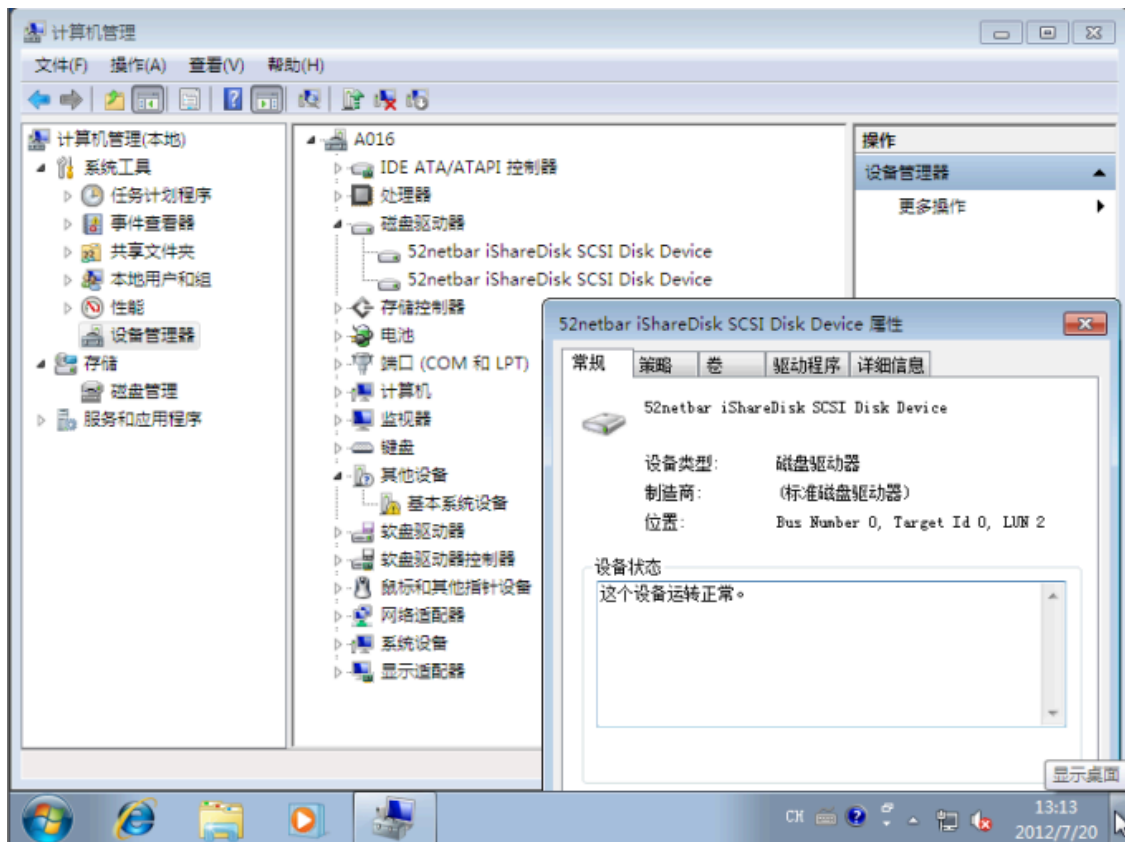 计算机管理
文件(F) 操作(A) 查看(V) 帮助(H)
计算机管理(本地)
系统工具
任务计划程序
事件查看器
共享文件夹
本地用户和组
性能
设备管理器
存储
磁盘管理
服务和应用程序
A016
IDE ATA/ATAPI 控制器
处理器
磁盘驱动器
52netbar iShareDisk SCSI Disk Device
52netbar iShareDisk SCSI Disk Device
存储控制器
电池
端口 (COM 和 LPT)
计算机
监视器
键盘
其他设备
基本系统设备
软盘驱动器
软盘驱动器控制器
鼠标和其他指针设备
网络适配器
系统设备
显示适配器
操作
设备管理器
更多操作
52netbar iShareDisk SCSI Disk Device 属性
常规 策略 卷 驱动程序 详细信息
52netbar iShareDisk SCSI Disk Device
设备类型: 磁盘驱动器
制造商: (标准磁盘驱动器)
位置: Bus Number 0, Target Id 0, LUN 2
设备状态
这个设备运转正常。
显示桌面
CH
13:13
2012/7/20